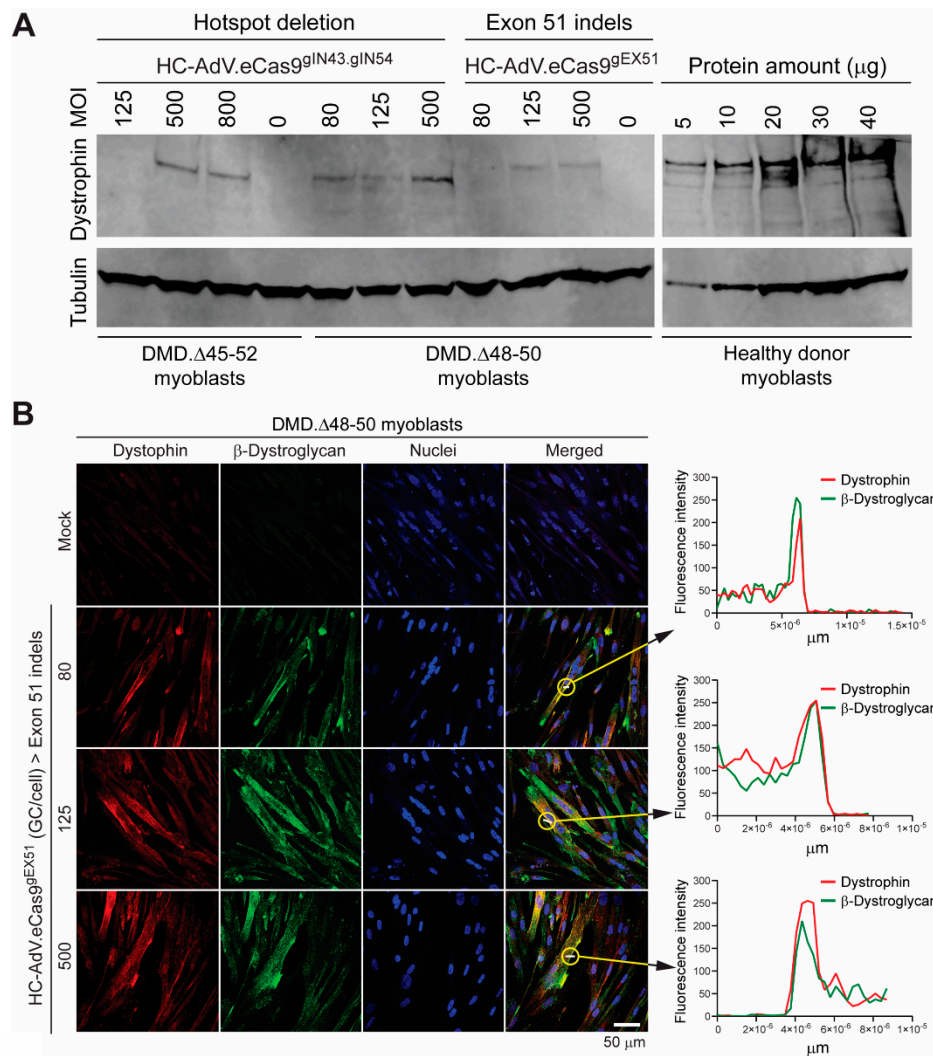 A
Hotspot deletion
Exon 51 indels
HC-AdV.eCas9gIN43.gIN54
HC-AdV.eCas9gEX51
Protein amount (μg)
MOI
125 500 800 0 80 125 500 80 125 500 0 5 10 20 30 40
Dystrophin
Tubulin
DMD.Δ45-52
myoblasts
DMD.Δ48-50
myoblasts
Healthy donor
myoblasts
B
DMD.Δ48-50 myoblasts
Dystophin β-Dystroglycan Nuclei Merged
HC-AdV.eCas9gEX51 (GC/cell) > Exon 51 indels
Mock
80
125
500
50 μm
Fluorescence intensity
300
250
200
150
100
50
0
Dystrophin
β-Dystroglycan
0 5×10-6 1×10-5 1.5×10-5
μm
Fluorescence intensity
300
250
200
150
100
50
0
Dystrophin
β-Dystroglycan
0 2×10-6 4×10-6 6×10-6 8×10-6 1×10-5
μm
Fluorescence intensity
300
250
200
150
100
50
0
Dystrophin
β-Dystroglycan
0 2×10-6 4×10-6 6×10-6 8×10-6 1×10-5
μm